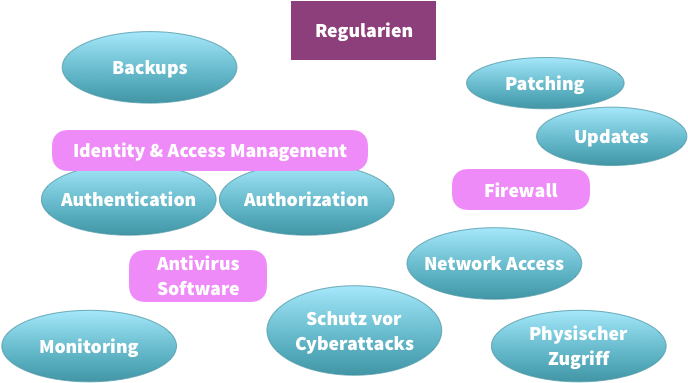 Regularien
Backups
Patching
Updates
Identity & Access Management
Authentication
Authorization
Firewall
Antivirus
Software
Network Access
Monitoring
Schutz vor
Cyberattacks
Physischer
Zugriff